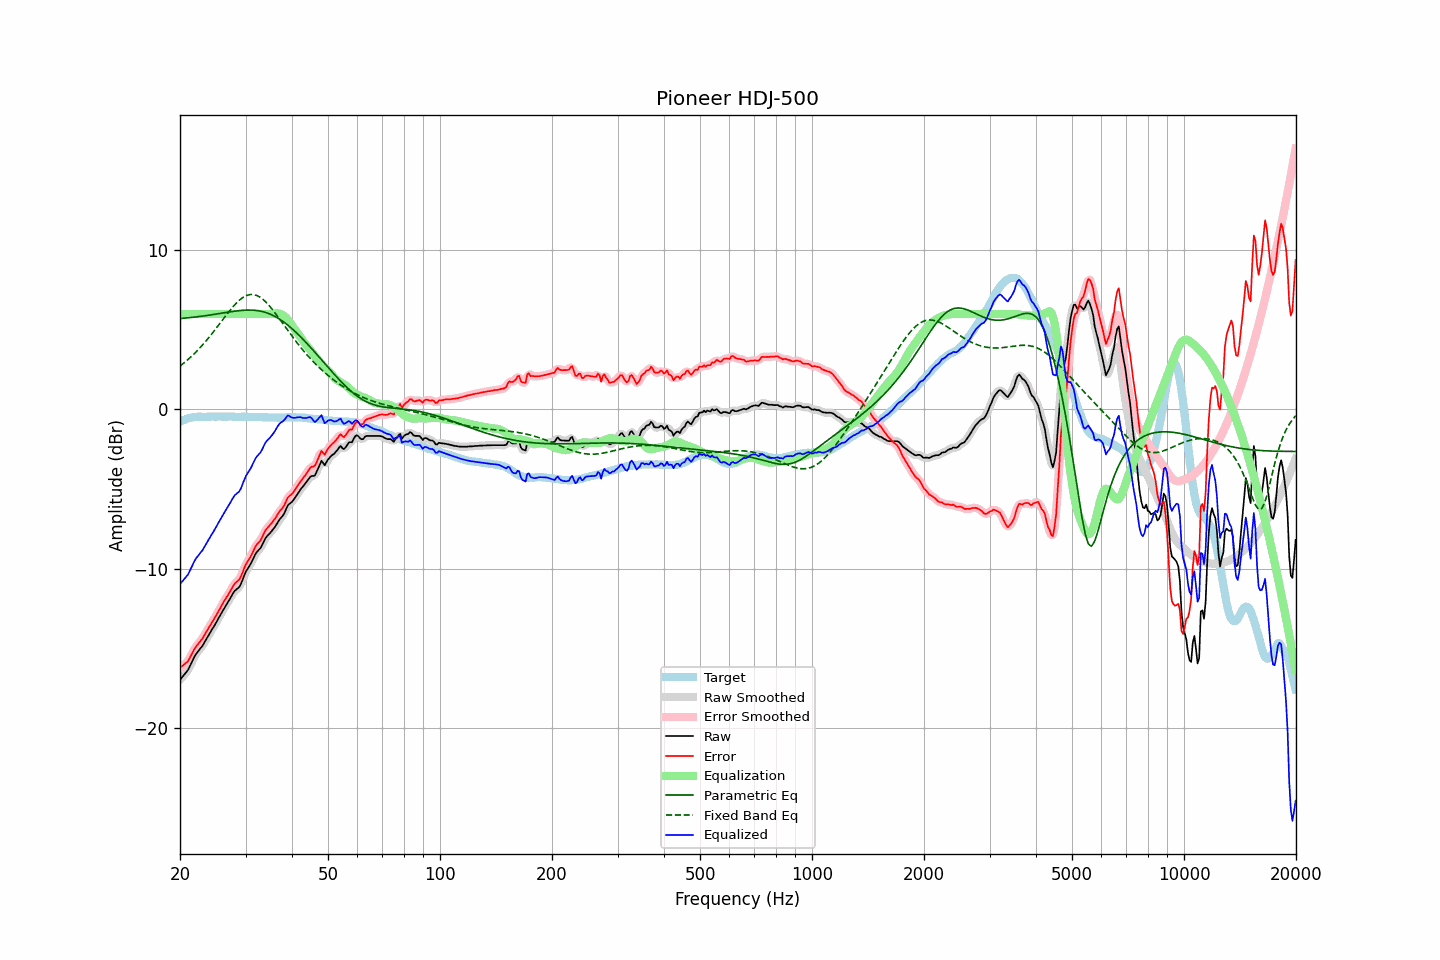 Pioneer HDJ-500
Amplitude (dBr)
10
0
−10
−20
Target
Raw Smoothed
Error Smoothed
Raw
Error
Equalization
Parametric Eq
Fixed Band Eq
Equalized
20 50 100 200 500 1000 2000 5000 10000 20000
Frequency (Hz)